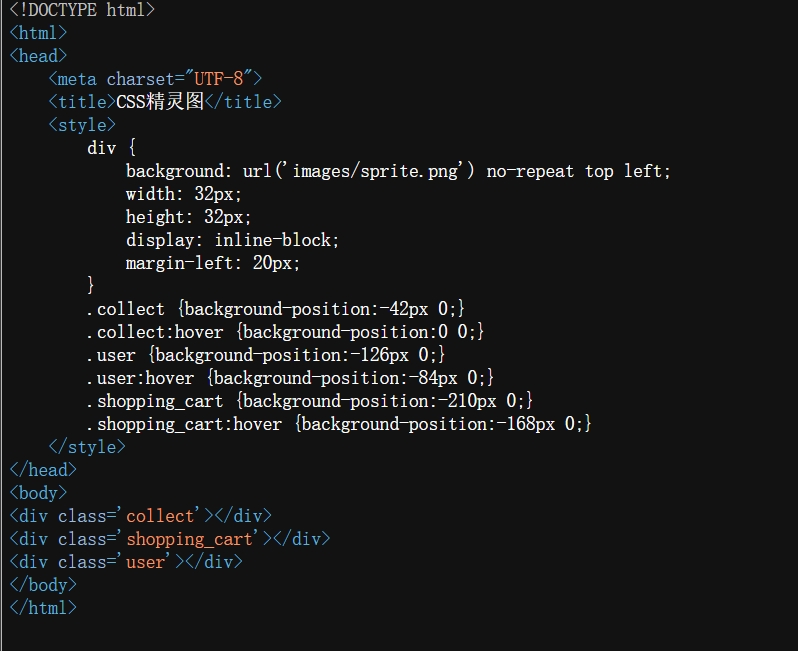 <!DOCTYPE html>
<html>
<head>
    <meta charset="UTF-8">
    <title>CSS精灵图</title>
    <style>
        div {
            background: url('images/sprite.png') no-repeat top left;
            width: 32px;
            height: 32px;
            display: inline-block;
            margin-left: 20px;
        }
        .collect {background-position:-42px 0;}
        .collect:hover {background-position:0 0;}
        .user {background-position:-126px 0;}
        .user:hover {background-position:-84px 0;}
        .shopping_cart {background-position:-210px 0;}
        .shopping_cart:hover {background-position:-168px 0;}
    </style>
</head>
<body>
<div class='collect'></div>
<div class='shopping_cart'></div>
<div class='user'></div>
</body>
</html>